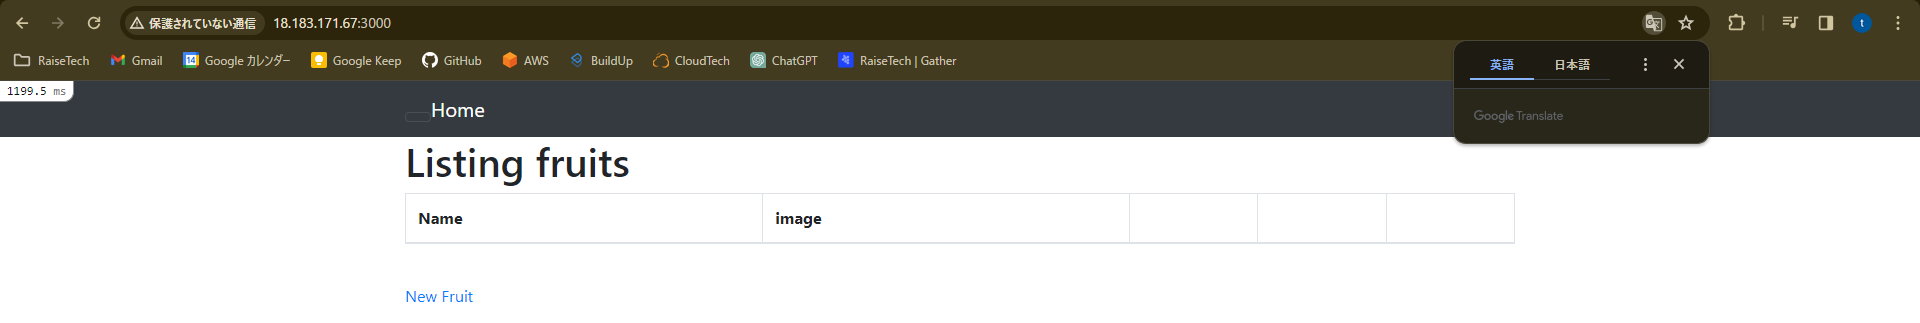 保護されていない通信 18.183.171.67:3000 t
RaiseTech Gmail 14 Google カレンダー Google Keep GitHub AWS BuildUp CloudTech ChatGPT RaiseTech | Gather
英語 日本語
1199.5 ms
Home
Google Translate
Listing fruits
Name image
New Fruit